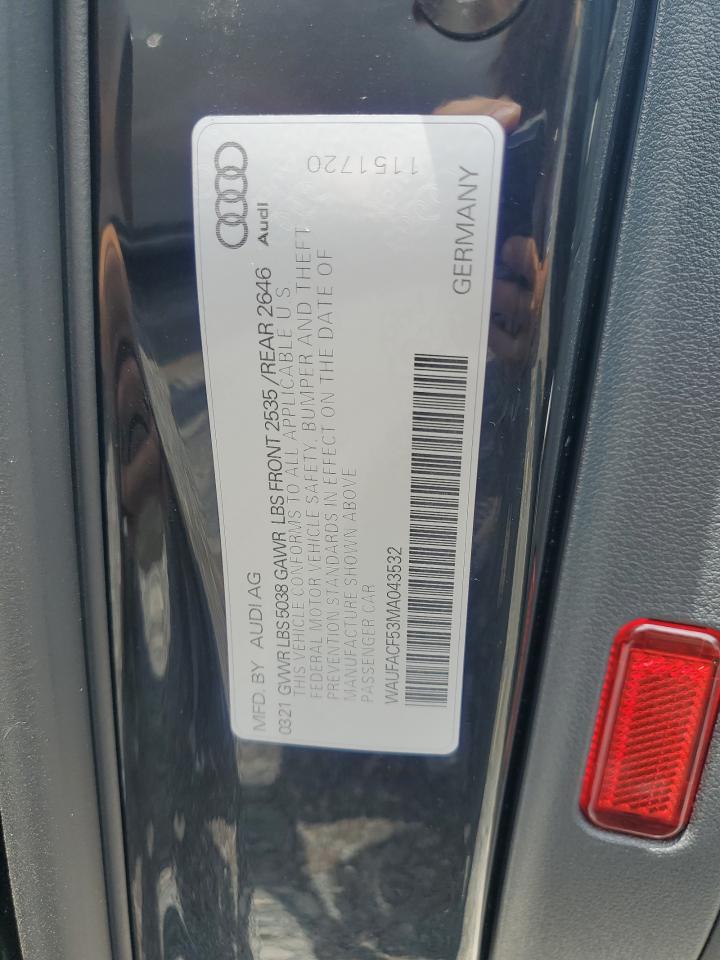 Audi
1151720
MFD. BY AUDI AG
0321 GVWR LBS 5038 GAWR LBS FRONT 2535 /REAR 2646
THIS VEHICLE CONFORMS TO ALL APPLICABLE U S
FEDERAL MOTOR VEHICLE SAFETY, BUMPER AND THEFT
PREVENTION STANDARDS IN EFFECT ON THE DATE OF
MANUFACTURE SHOWN ABOVE
PASSENGER CAR
WAUFACF53MA043532
GERMANY